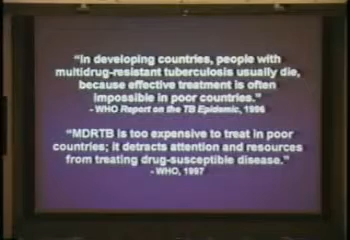 "In developing countries, people with
multidrug-resistant tuberculosis usually die,
because effective treatment is often
impossible in poor countries."
- WHO Report on the TB Epidemic, 1996
"MDRTB is too expensive to treat in poor
countries; it detracts attention and resources
from treating drug-susceptible disease."
- WHO, 1997